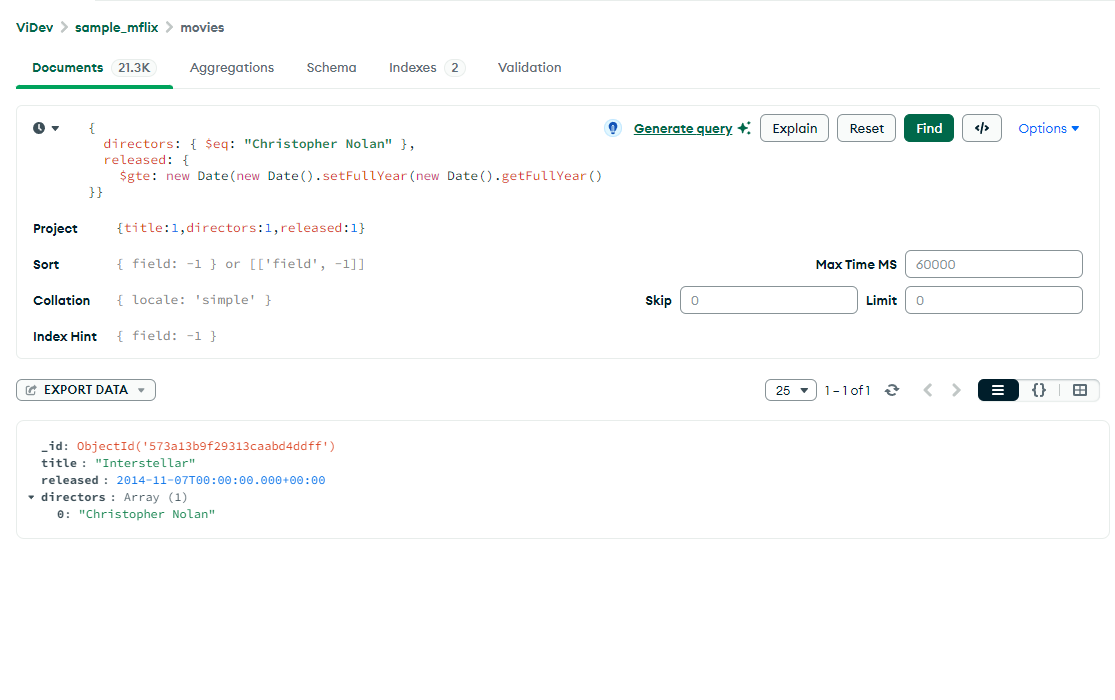 ViDev > sample_mflix > movies
Documents 21.3K Aggregations Schema Indexes 2 Validation
{
directors: { $eq: "Christopher Nolan" },
released: {
$gte: new Date(new Date().setFullYear(new Date().getFullYear()
}}
Generate query Explain Reset Find </> Options
Project {title:1,directors:1,released:1}
Sort { field: -1 } or [['field', -1]] Max Time MS 60000
Collation { locale: 'simple' } Skip 0 Limit 0
Index Hint { field: -1 }
EXPORT DATA 25 1 – 1 of 1 {}
_id: ObjectId('573a13b9f29313caabd4ddff')
title : "Interstellar"
released : 2014-11-07T00:00:00.000+00:00
directors : Array (1)
0: "Christopher Nolan"